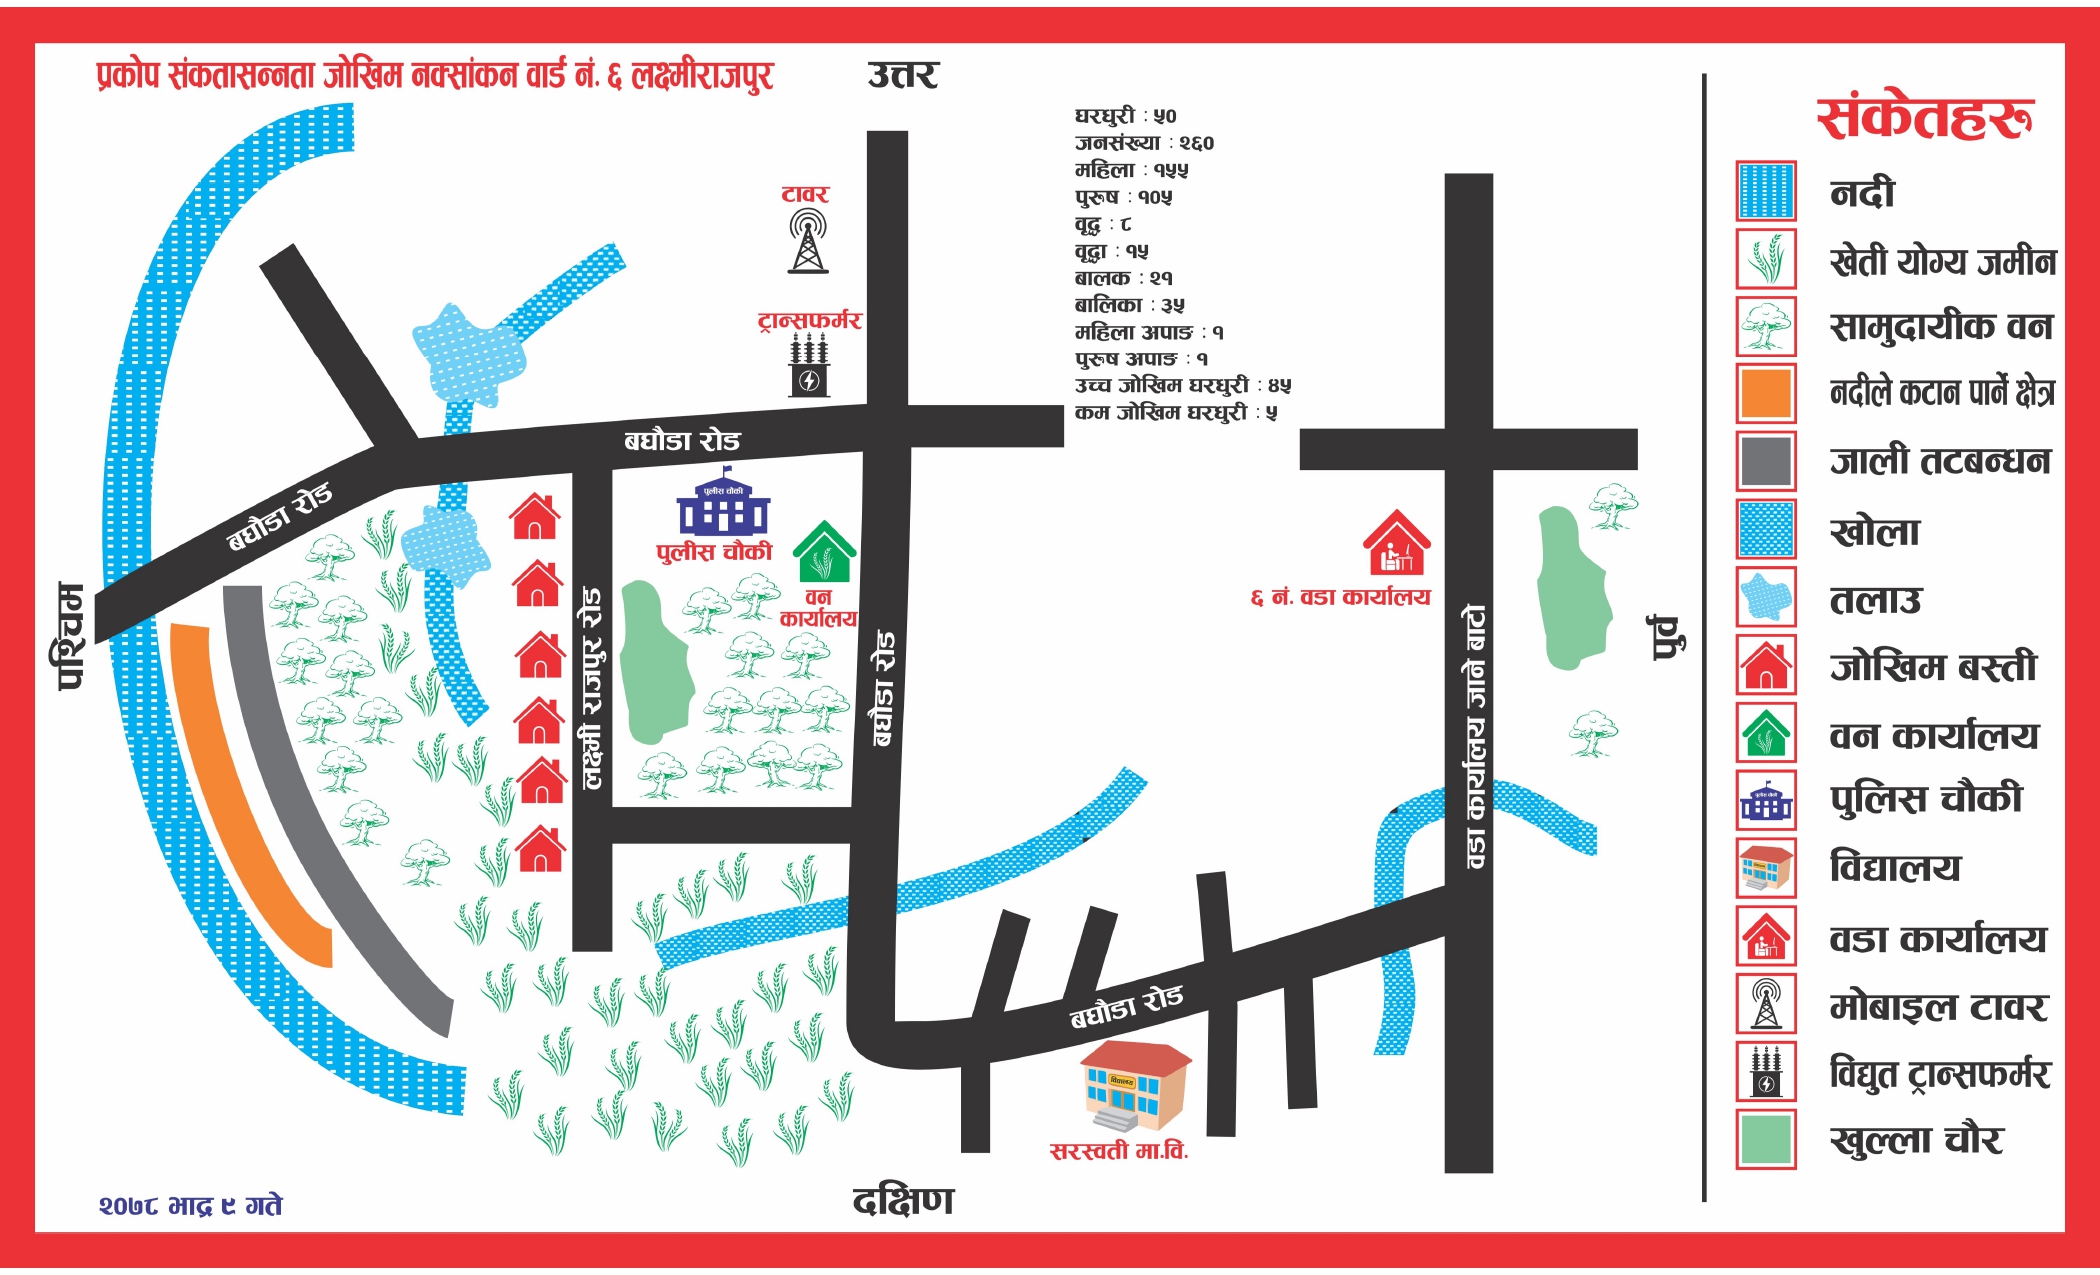 प्रकोप संकतासन्नता जोखिम नक्सांकन वार्ड नं. ६ लक्ष्मीराजपुर
उत्तर
घरधुरी : ५०
जनसंख्या : २६०
महिला : १५५
पुरूष : १०५
वृद्ध : ८
वृद्धा : १५
बालक : २१
बालिका : ३५
महिला अपाङ : १
पुरूष अपाङ : १
उच्च जोखिम घरधुरी : ४५
कम जोखिम घरधुरी : ५
टावर
ट्रान्सफर्मर
बघौडा रोड
बघौडा रोड
पुलीस चौकी
पुलीस चौकी
वन
कार्यालय
लक्ष्मी राजपुर रोड
बघौडा रोड
६ नं. वडा कार्यालय
वडा कार्यालय जाने बाटो
पश्चिम
पुर्व
बघौडा रोड
विद्यालय
सरस्वती मा.वि.
दक्षिण
२०७८ भाद्र ९ गते
संकेतहरू
नदी
खेती योग्य जमीन
सामुदायीक वन
नदीले कटान पार्ने क्षेत्र
जाली तटबन्धन
खोला
तलाउ
जोखिम बस्ती
वन कार्यालय
पुलिस चौकी
विद्यालय
वडा कार्यालय
मोबाइल टावर
विद्युत ट्रान्सफर्मर
खुल्ला चौर